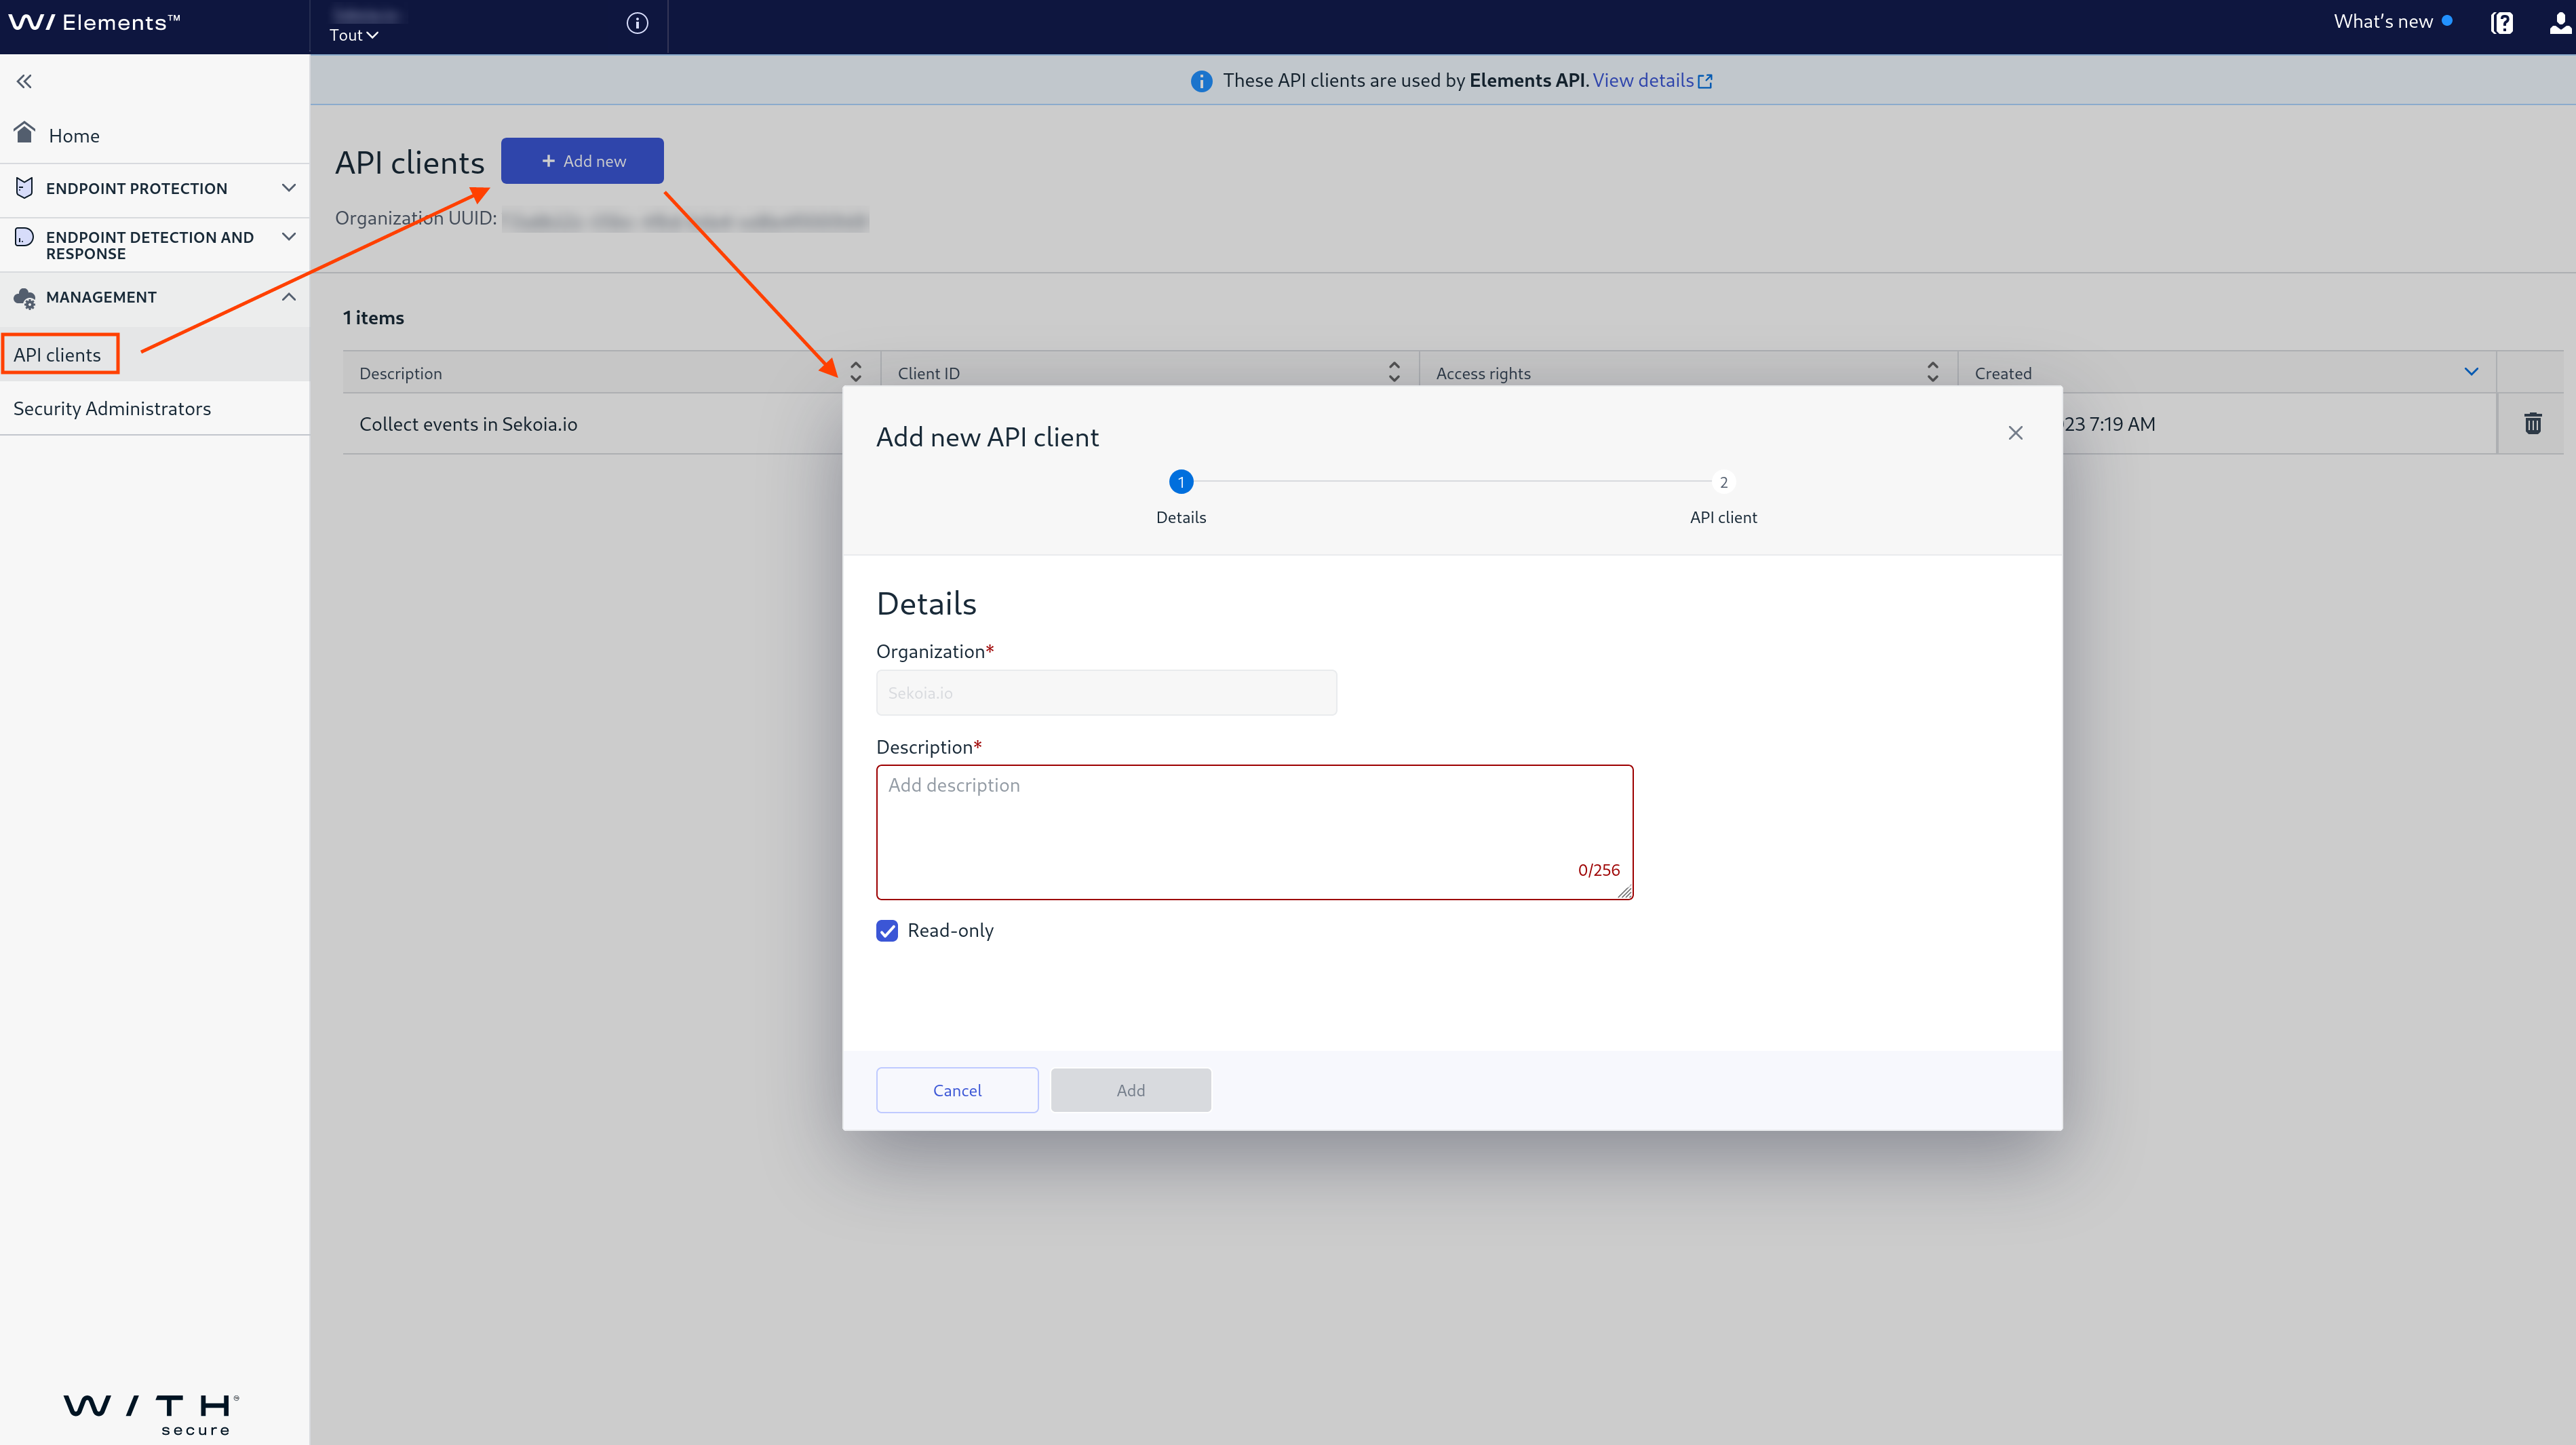 W/ Elements™
Tout
What's new
These API clients are used by Elements API. View details
Home
ENDPOINT PROTECTION
ENDPOINT DETECTION AND
RESPONSE
MANAGEMENT
API clients
Security Administrators
API clients
+ Add new
Organization UUID:
1 items
Description
Client ID
Access rights
Created
Collect events in Sekoia.io
23 7:19 AM
Add new API client
1
2
Details
API client
Details
Organization*
Sekoia.io
Description*
Add description
0/256
Read-only
Cancel
Add
W/TH®
secure